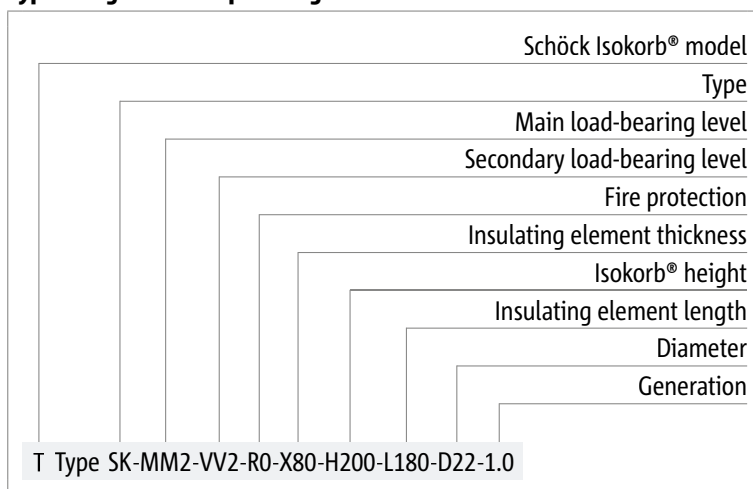 Schöck Isokorb® model
Type
Main load-bearing level
Secondary load-bearing level
Fire protection
Insulating element thickness
Isokorb® height
Insulating element length
Diameter
Generation
T Type SK-MM2-VV2-R0-X80-H200-L180-D22-1.0